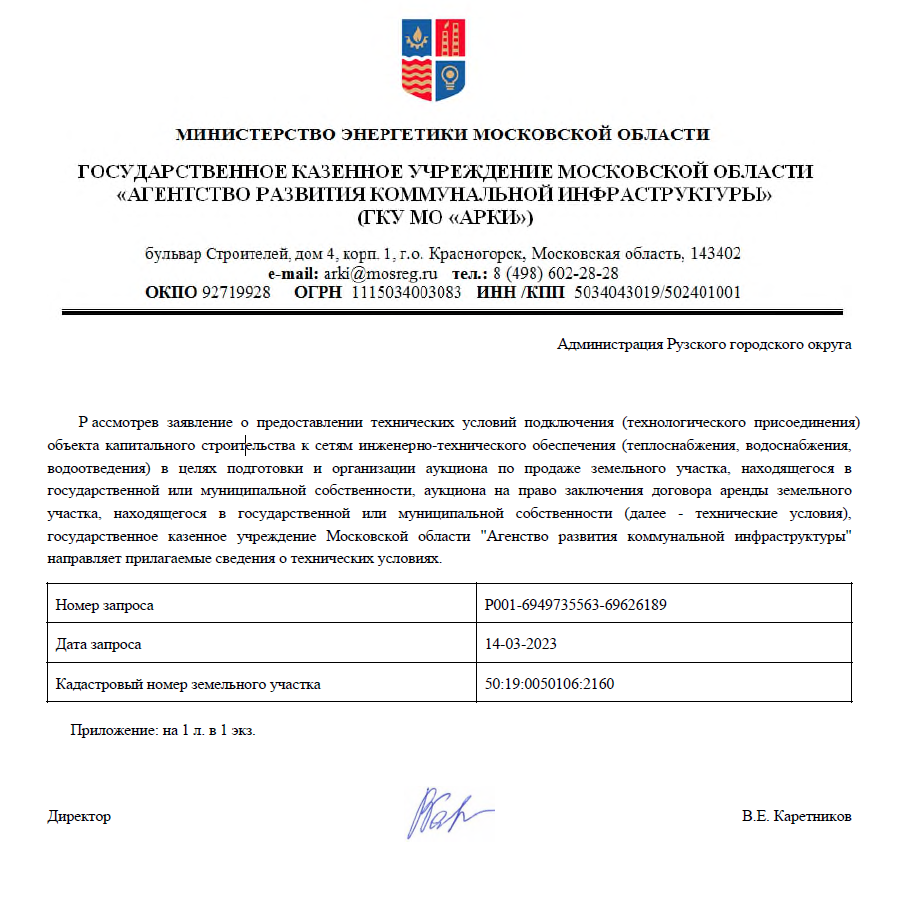 МИНИСТЕРСТВО ЭНЕРГЕТИКИ МОСКОВСКОЙ ОБЛАСТИ
ГОСУДАРСТВЕННОЕ КАЗЕННОЕ УЧРЕЖДЕНИЕ МОСКОВСКОЙ ОБЛАСТИ
«АГЕНТСТВО РАЗВИТИЯ КОММУНАЛЬНОЙ ИНФРАСТРУКТУРЫ»
(ГКУ МО «АРКИ»)
бульвар Строителей, дом 4, корп. 1, г.о. Красногорск, Московская область, 143402
e-mail: arki@mosreg.ru тел.: 8 (498) 602-28-28
ОКПО 92719928 ОГРН 1115034003083 ИНН /КПП 5034043019/502401001
Администрация Рузского городского округа
Р ассмотрев заявление о предоставлении технических условий подключения (технологического присоединения)
объекта капитального строительства к сетям инженерно-технического обеспечения (теплоснабжения, водоснабжения,
водоотведения) в целях подготовки и организации аукциона по продаже земельного участка, находящегося в
государственной или муниципальной собственности, аукциона на право заключения договора аренды земельного
участка, находящегося в государственной или муниципальной собственности (далее - технические условия),
государственное казенное учреждение Московской области "Агенство развития коммунальной инфраструктуры"
направляет прилагаемые сведения о технических условиях.
Номер запроса P001-6949735563-69626189
Дата запроса 14-03-2023
Кадастровый номер земельного участка 50:19:0050106:2160
Приложение: на 1 л. в 1 экз.
Директор В.Е. Каретников